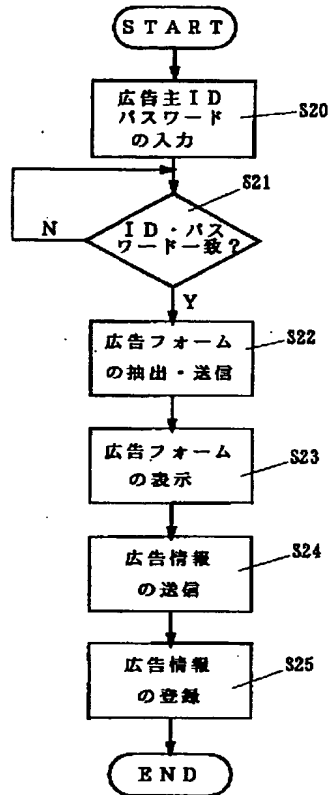 START
広告主ID
パスワード
の入力
S20
S21
ID・パス
ワード一致?
N
Y
広告フォーム
の抽出・送信
S22
広告フォーム
の表示
S23
広告情報
の送信
S24
広告情報
の登録
S25
END